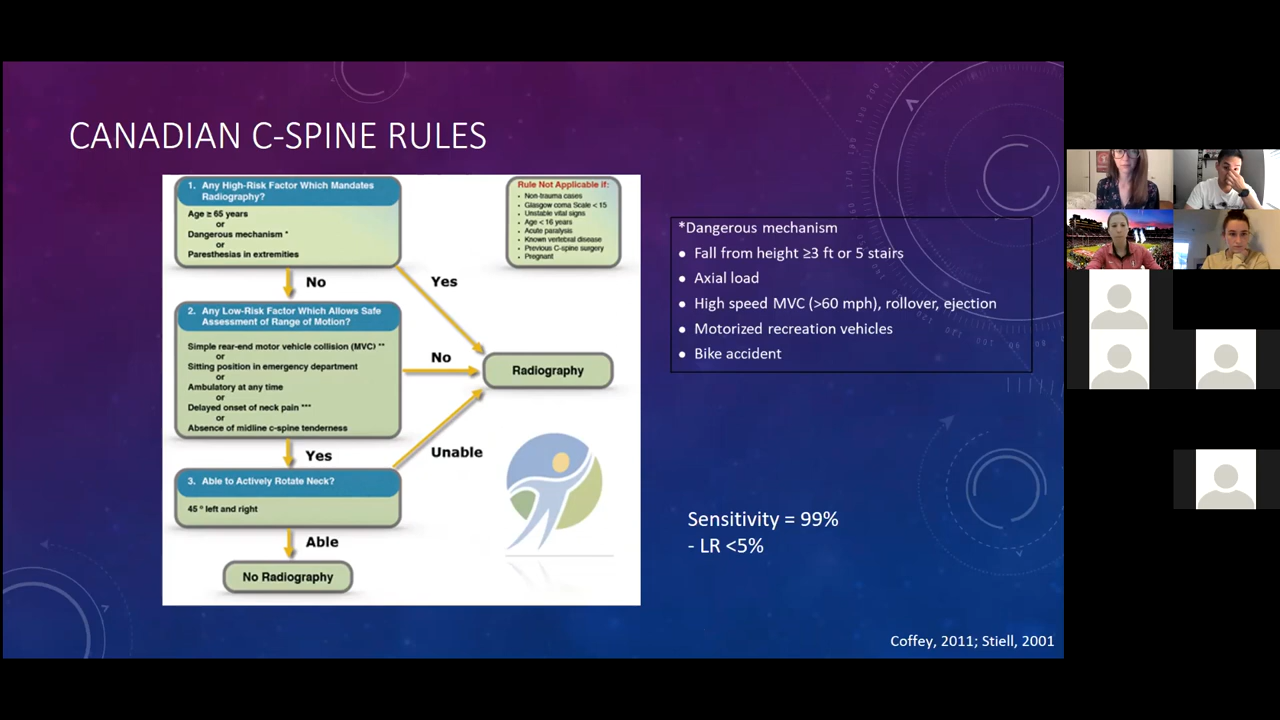 CANADIAN C-SPINE RULES
1. Any High-Risk Factor Which Mandates
Radiography?
Age ≥ 65 years
or
Dangerous mechanism *
or
Paresthesias in extremities
Rule Not Applicable if:
• Non-trauma cases
• Glasgow coma Scale < 15
• Unstable vital signs
• Age < 16 years
• Acute paralysis
• Known vertebral disease
• Previous C-spine surgery
• Pregnant
No
Yes
2. Any Low-Risk Factor Which Allows Safe
Assessment of Range of Motion?
Simple rear-end motor vehicle collision (MVC) **
or
Sitting position in emergency department
or
Ambulatory at any time
or
Delayed onset of neck pain ***
or
Absence of midline c-spine tenderness
No
Radiography
Yes
Unable
3. Able to Actively Rotate Neck?
45 º left and right
Able
No Radiography
*Dangerous mechanism
• Fall from height ≥3 ft or 5 stairs
• Axial load
• High speed MVC (>60 mph), rollover, ejection
• Motorized recreation vehicles
• Bike accident
Sensitivity = 99%
- LR <5%
Coffey, 2011; Stiell, 2001